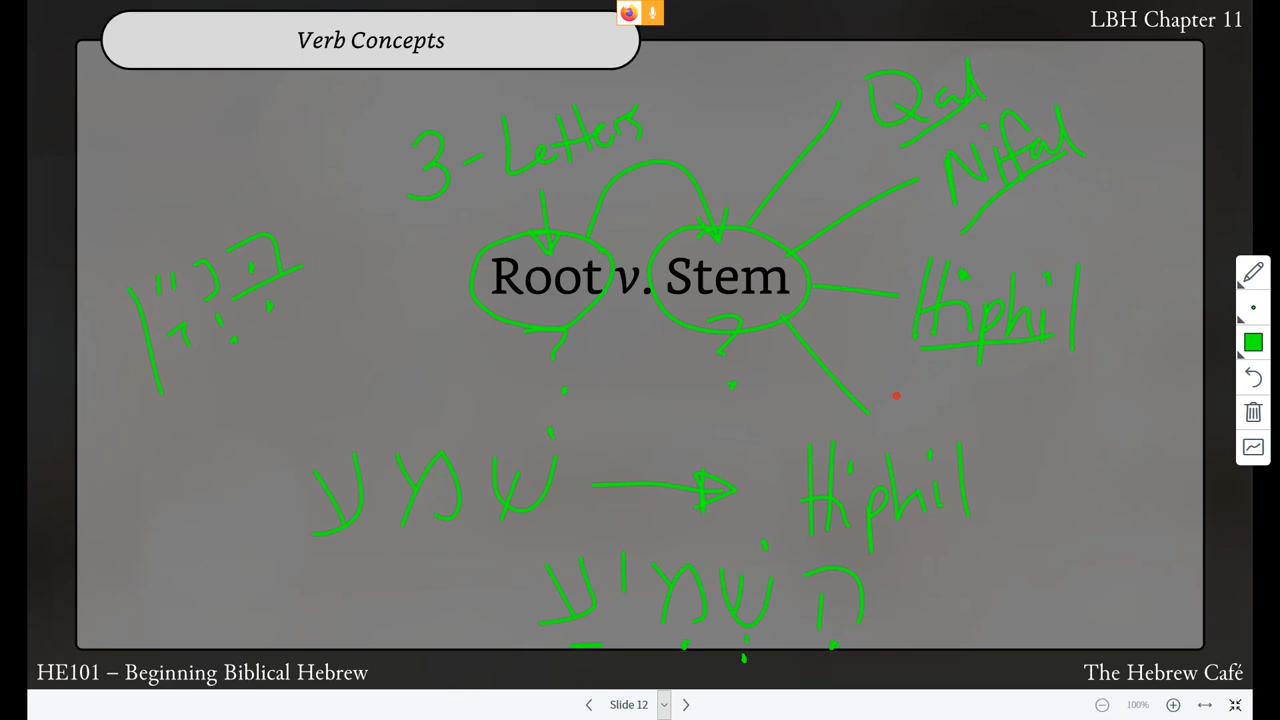 Verb Concepts
LBH Chapter 11
3-Letters
Qal
Nifal
Root v. Stem
Hiphil
? ?
שׁמע → Hiphil
הִשְׁמִיעַ
HE101 – Beginning Biblical Hebrew
The Hebrew Café
Slide 12
100%